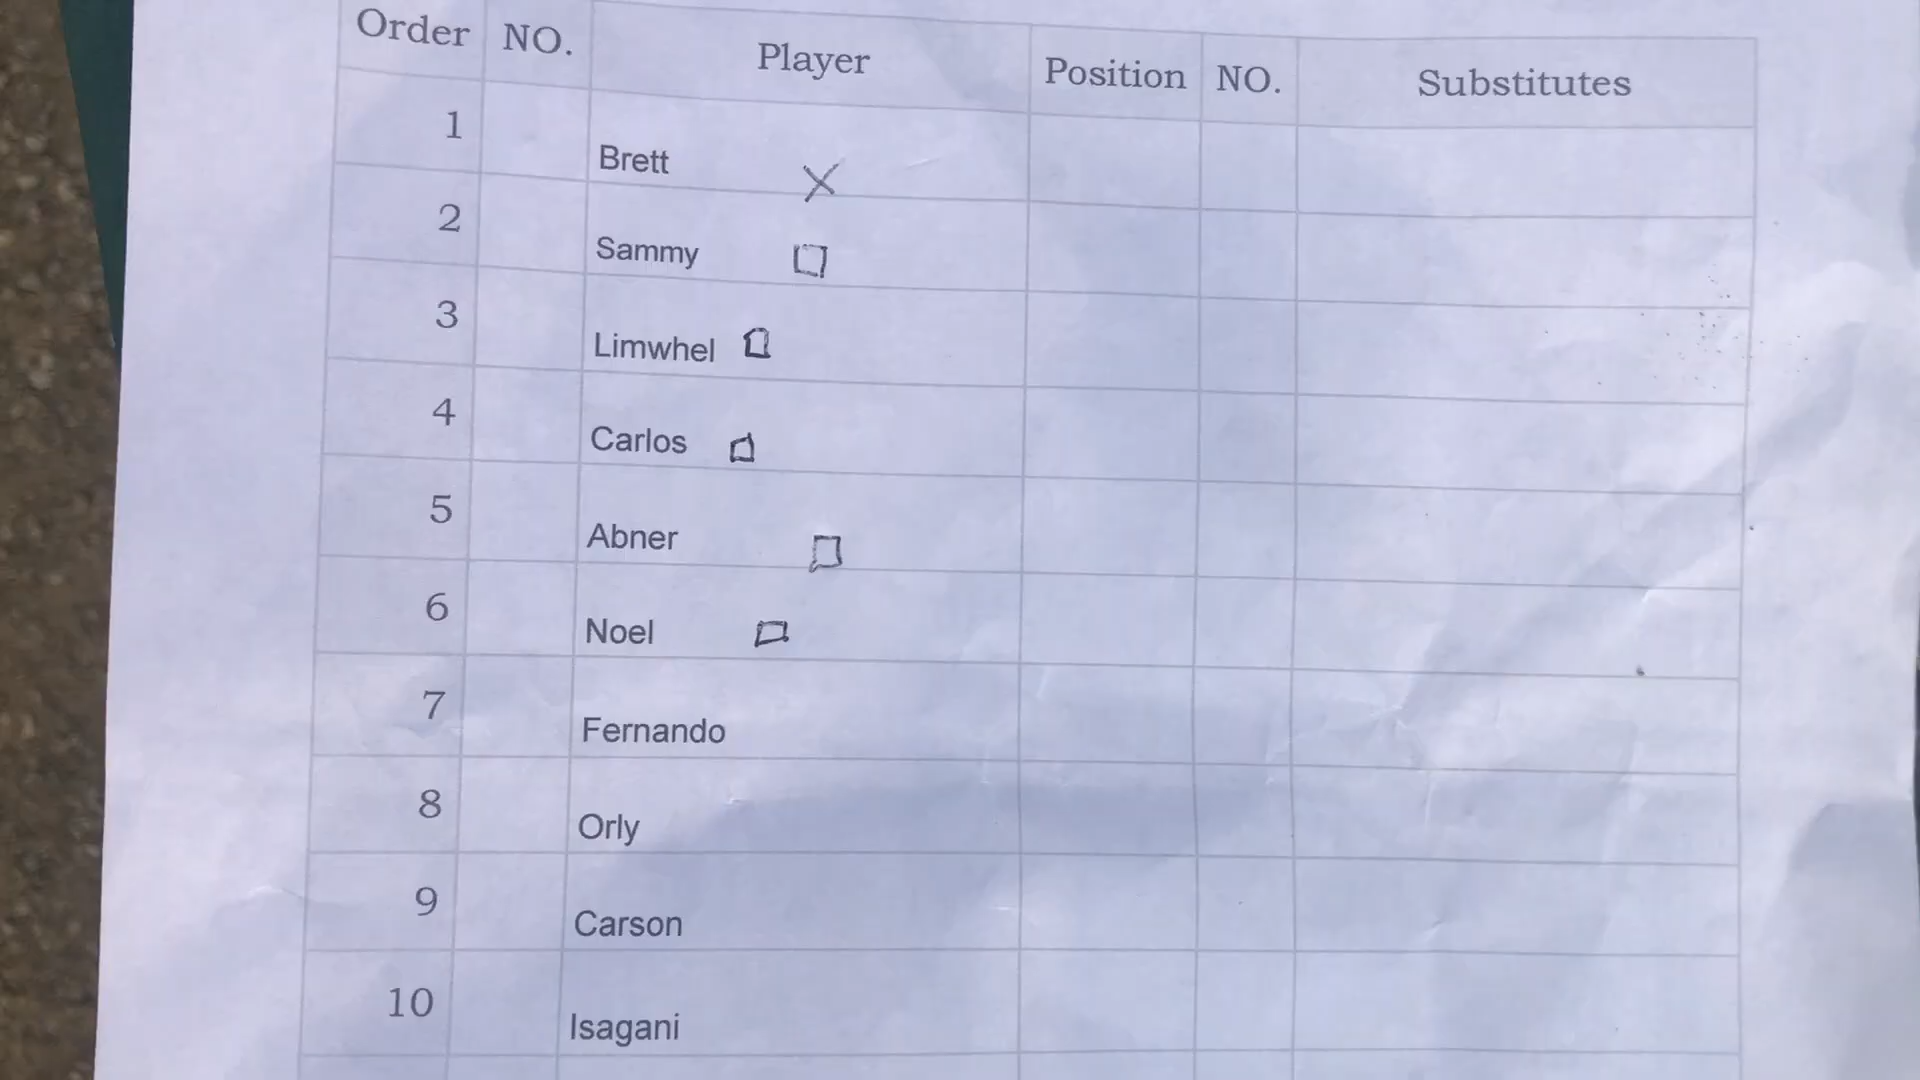 Order NO. Player Position NO. Substitutes
1 Brett X
2 Sammy
3 Limwhel
4 Carlos
5 Abner
6 Noel
7 Fernando
8 Orly
9 Carson
10 Isagani